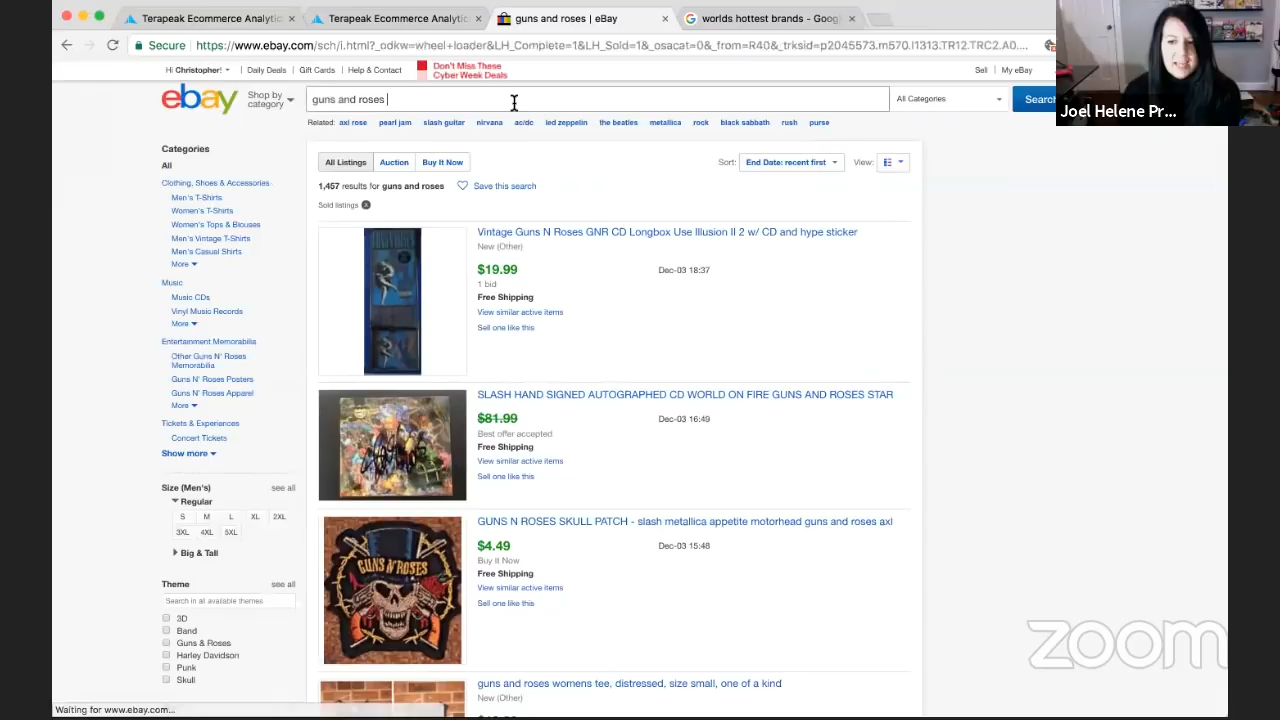 Terapeak Ecommerce Analytic
Terapeak Ecommerce Analytic
guns and roses | eBay
worlds hottest brands - Goog
Secure
https://www.ebay.com/sch/i.html?_odkw=wheel+loader&LH_Complete=1&LH_Sold=1&_osacat=0&_from=R40&_trksid=p2045573.m570.l1313.TR12.TRC2.A0....
Hi Christopher!
Daily Deals
Gift Cards
Help & Contact
Don't Miss These
Cyber Week Deals
Sell
My eBay
ebay
Shop by
category
guns and roses
All Categories
Search
Joel Helene Pr...
Related: axl rose pearl jam slash guitar nirvana ac/dc led zeppelin the beatles metallica rock black sabbath rush purse
Categories
All
Clothing, Shoes & Accessories
Men's T-Shirts
Women's T-Shirts
Women's Tops & Blouses
Men's Vintage T-Shirts
Men's Casual Shirts
More
Music
Music CDs
Vinyl Music Records
More
Entertainment Memorabilia
Other Guns N' Roses
Memorabilia
Guns N' Roses Posters
Guns N' Roses Apparel
More
Tickets & Experiences
Concert Tickets
Show more
Size (Men's) see all
Regular
S M L XL 2XL
3XL 4XL 5XL
Big & Tall
Theme see all
Search in all available themes
3D
Band
Guns & Roses
Harley Davidson
Punk
Skull
All Listings Auction Buy It Now
Sort: End Date: recent first View:
1,457 results for guns and roses Save this search
Sold listings
Vintage Guns N Roses GNR CD Longbox Use Illusion II 2 w/ CD and hype sticker
New (Other)
$19.99 Dec-03 18:37
1 bid
Free Shipping
View similar active items
Sell one like this
SLASH HAND SIGNED AUTOGRAPHED CD WORLD ON FIRE GUNS AND ROSES STAR
$81.99 Dec-03 16:49
Best offer accepted
Free Shipping
View similar active items
Sell one like this
GUNS N ROSES SKULL PATCH - slash metallica appetite motorhead guns and roses axl
$4.49 Dec-03 15:48
Buy It Now
Free Shipping
View similar active items
Sell one like this
GUNS N' ROSES
guns and roses womens tee, distressed, size small, one of a kind
New (Other)
zoom
Waiting for www.ebay.com...